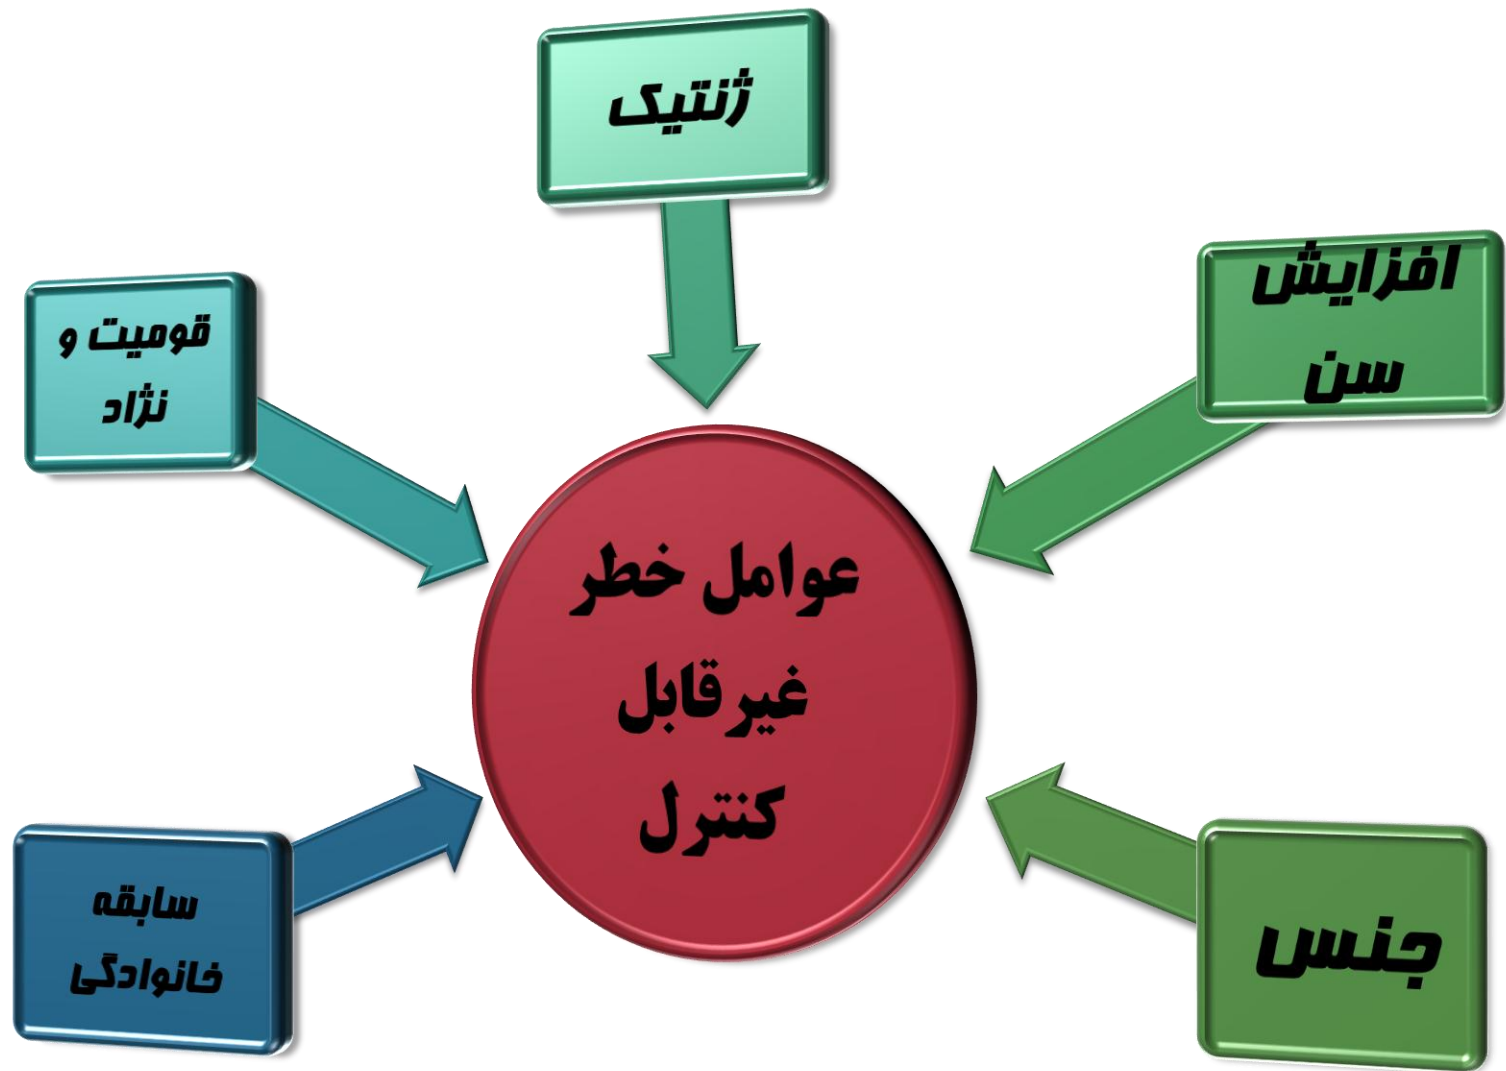 ژنتیک
افزایش
سن
قومیت و
نژاد
عوامل خطر
غیرقابل
کنترل
جنس
سابقه
خانوادگی